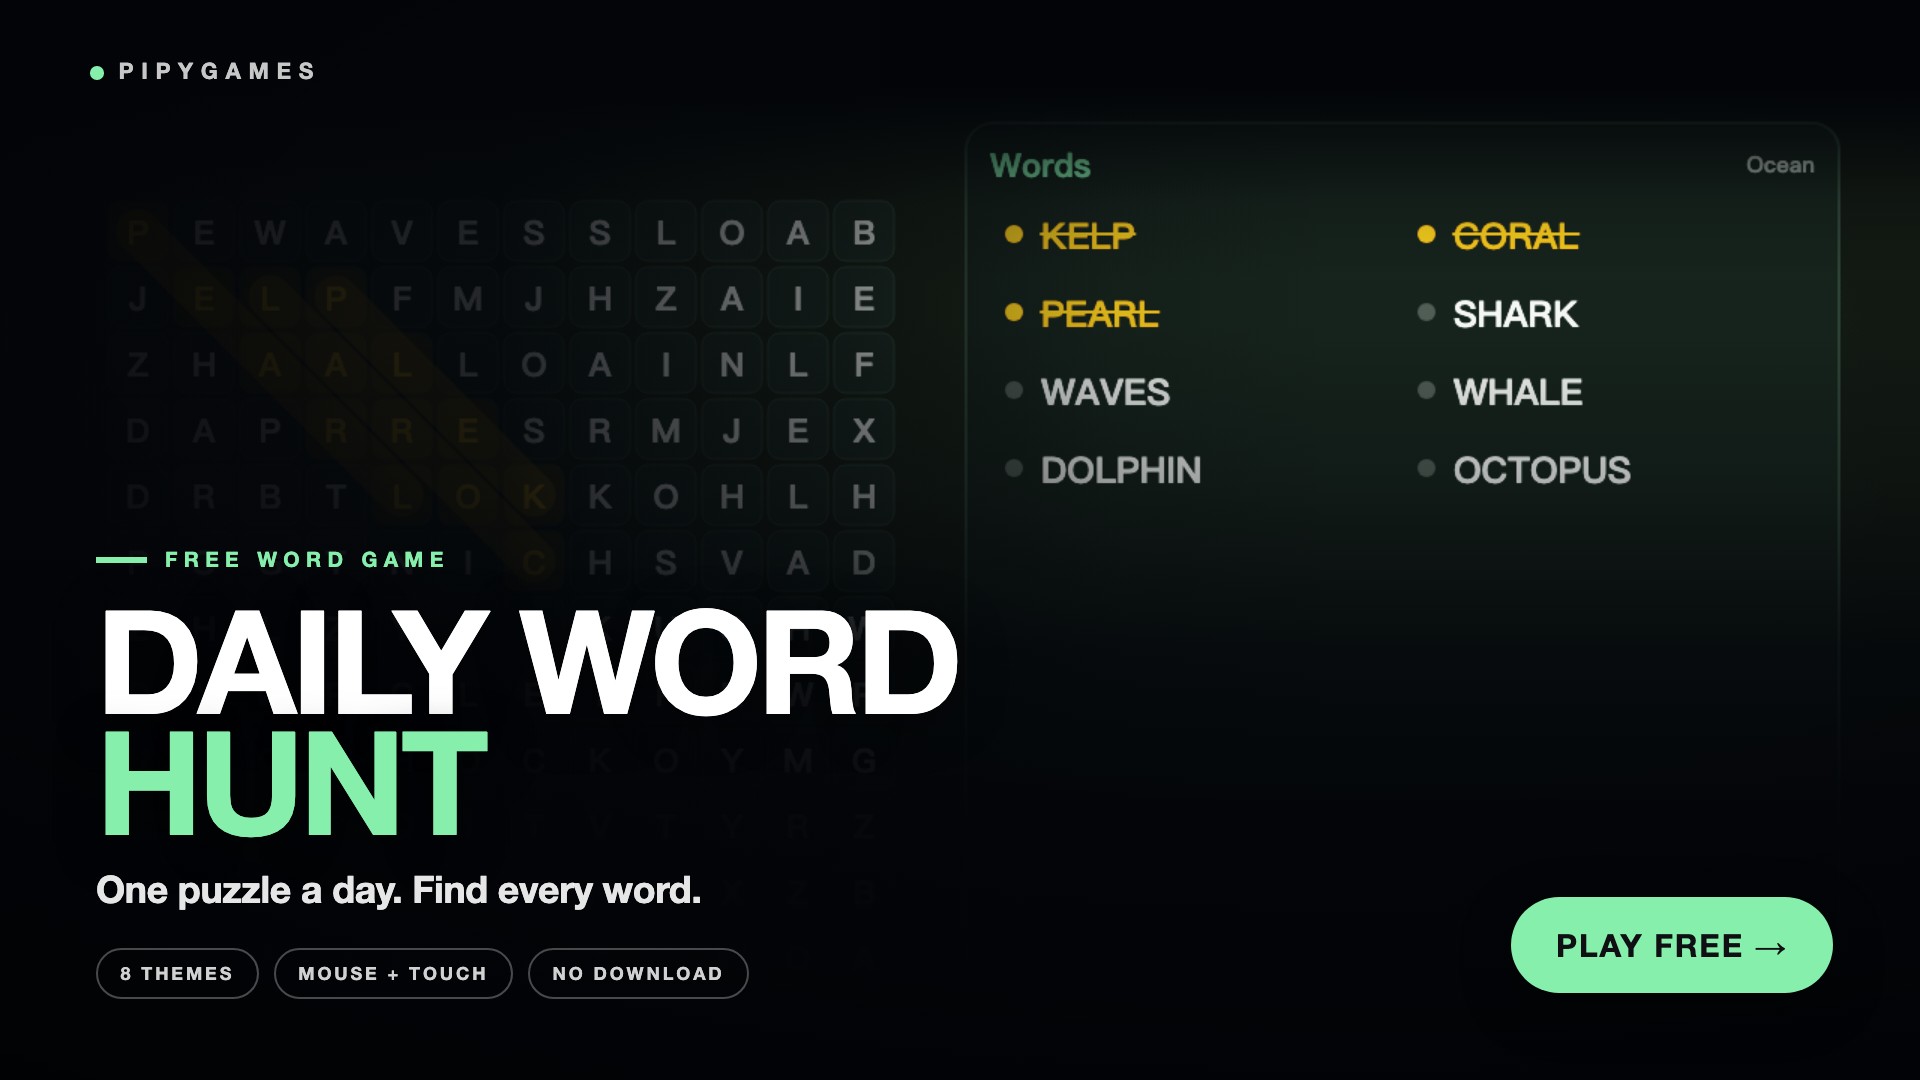 PIPYGAMES
Words
Ocean
KELP
CORAL
PEARL
SHARK
WAVES
WHALE
DOLPHIN
OCTOPUS
P E W A V E S S L O A B
J E L P F M J H Z A I E
Z H A A L L O A I N L F
D A P R R E S R M J E X
D R B T L O K K O H L H
I C H S V A D
FREE WORD GAME
DAILY WORD
HUNT
C K O Y M G
One puzzle a day. Find every word.
8 THEMES
MOUSE + TOUCH
NO DOWNLOAD
PLAY FREE →